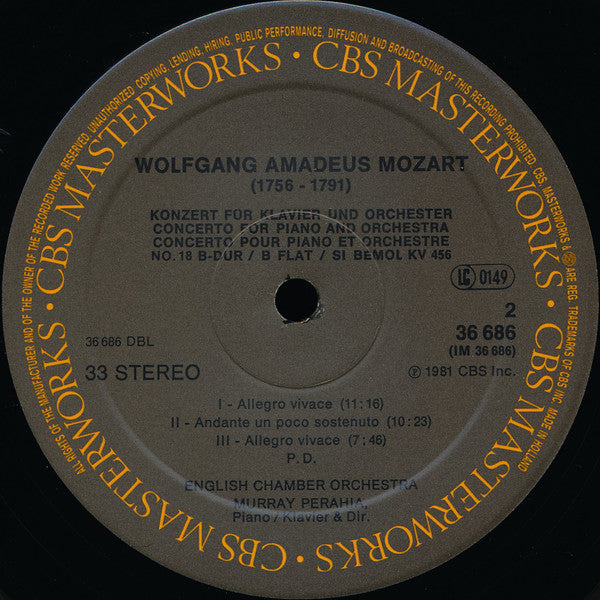 ALL RIGHTS OF THE MANUFACTURER AND OF THE OWNER OF THE RECORDED WORK RESERVED. UNAUTHORIZED COPYING, LENDING, HIRING, PUBLIC PERFORMANCE, DIFFUSION AND BROADCASTING OF THIS RECORDING PROHIBITED. CBS, MASTERWORKS & ARE REG. TRADEMARKS OF CBS INC. MADE IN HOLLAND
CBS MASTERWORKS · CBS MASTERWORKS · CBS MASTERWORKS · CBS MASTERWORKS ·
WOLFGANG AMADEUS MOZART
(1756 - 1791)
KONZERT FÜR KLAVIER UND ORCHESTER
CONCERTO FOR PIANO AND ORCHESTRA
CONCERTO POUR PIANO ET ORCHESTRE
NO. 18 B-DUR / B FLAT / SI BEMOL KV 456
LC 0149
2
36 686
(IM 36 686)
36 686 DBL
33 STEREO
℗ 1981 CBS Inc.
I - Allegro vivace (11:16)
II - Andante un poco sostenuto (10:23)
III - Allegro vivace (7:46)
P. D.
ENGLISH CHAMBER ORCHESTRA
MURRAY PERAHIA,
Piano / Klavier & Dir.